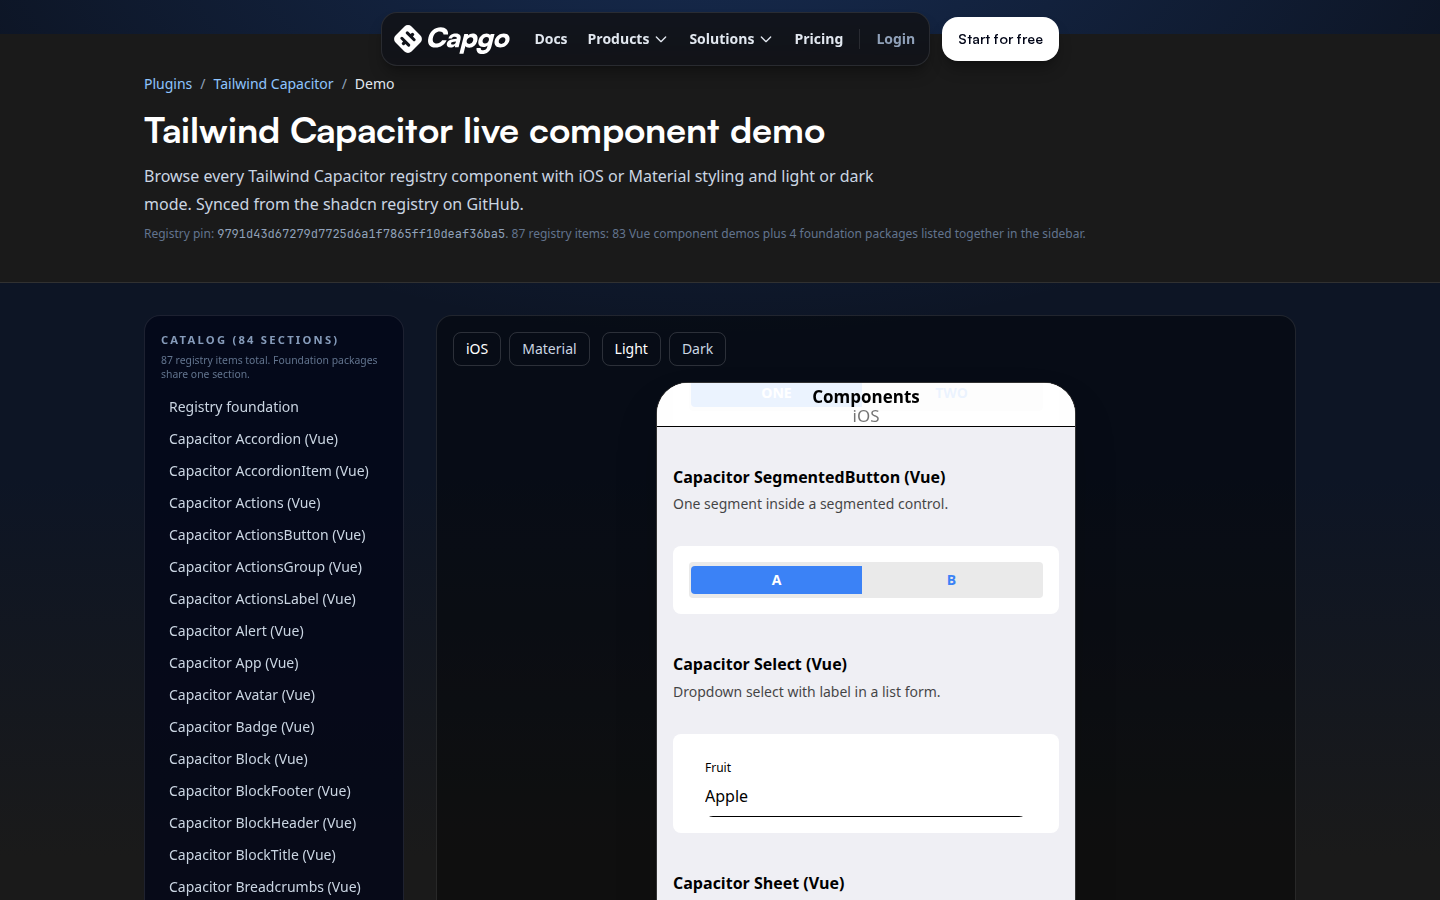 Capgo
Docs
Products
Solutions
Pricing
Login
Start for free
Plugins / Tailwind Capacitor / Demo
Tailwind Capacitor live component demo
Browse every Tailwind Capacitor registry component with iOS or Material styling and light or dark
mode. Synced from the shadcn registry on GitHub.
Registry pin: 9791d43d67279d7725d6a1f7865ff10deaf36ba5. 87 registry items: 83 Vue component demos plus 4 foundation packages listed together in the sidebar.
CATALOG (84 SECTIONS)
87 registry items total. Foundation packages
share one section.
Registry foundation
Capacitor Accordion (Vue)
Capacitor AccordionItem (Vue)
Capacitor Actions (Vue)
Capacitor ActionsButton (Vue)
Capacitor ActionsGroup (Vue)
Capacitor ActionsLabel (Vue)
Capacitor Alert (Vue)
Capacitor App (Vue)
Capacitor Avatar (Vue)
Capacitor Badge (Vue)
Capacitor Block (Vue)
Capacitor BlockFooter (Vue)
Capacitor BlockHeader (Vue)
Capacitor BlockTitle (Vue)
Capacitor Breadcrumbs (Vue)
iOS
Material
Light
Dark
ONE
TWO
Components
iOS
Capacitor SegmentedButton (Vue)
One segment inside a segmented control.
A
B
Capacitor Select (Vue)
Dropdown select with label in a list form.
Fruit
Apple
Capacitor Sheet (Vue)